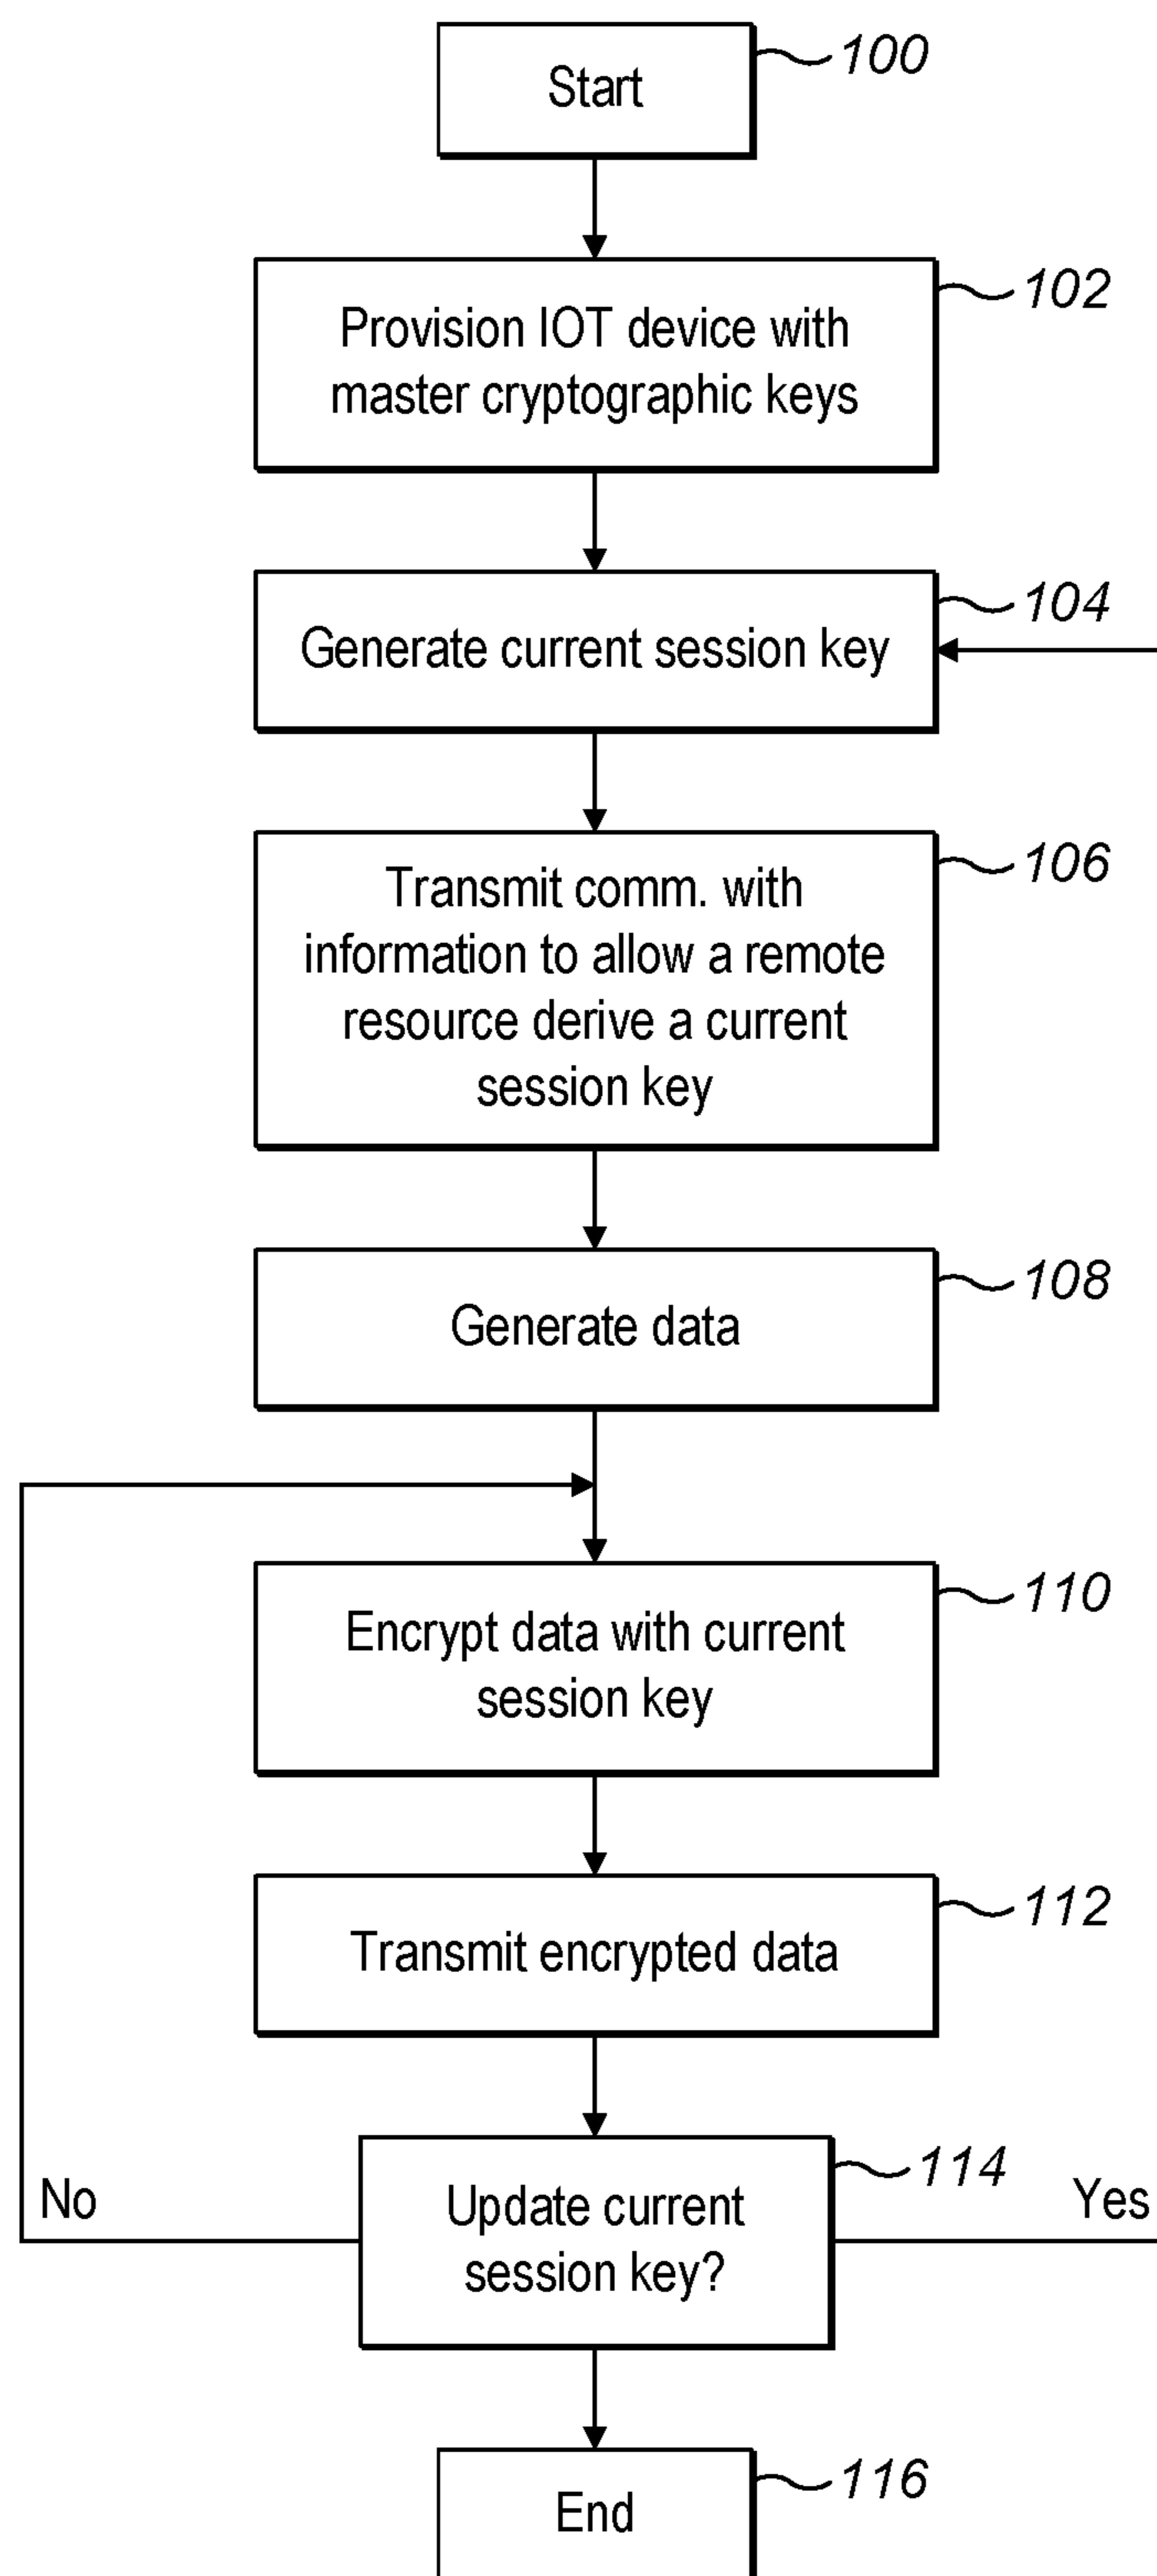 Start
100
Provision IOT device with
master cryptographic keys
102
Generate current session key
104
Transmit comm. with
information to allow a remote
resource derive a current
session key
106
Generate data
108
Encrypt data with current
session key
110
Transmit encrypted data
112
Update current
session key?
114
No
Yes
End
116